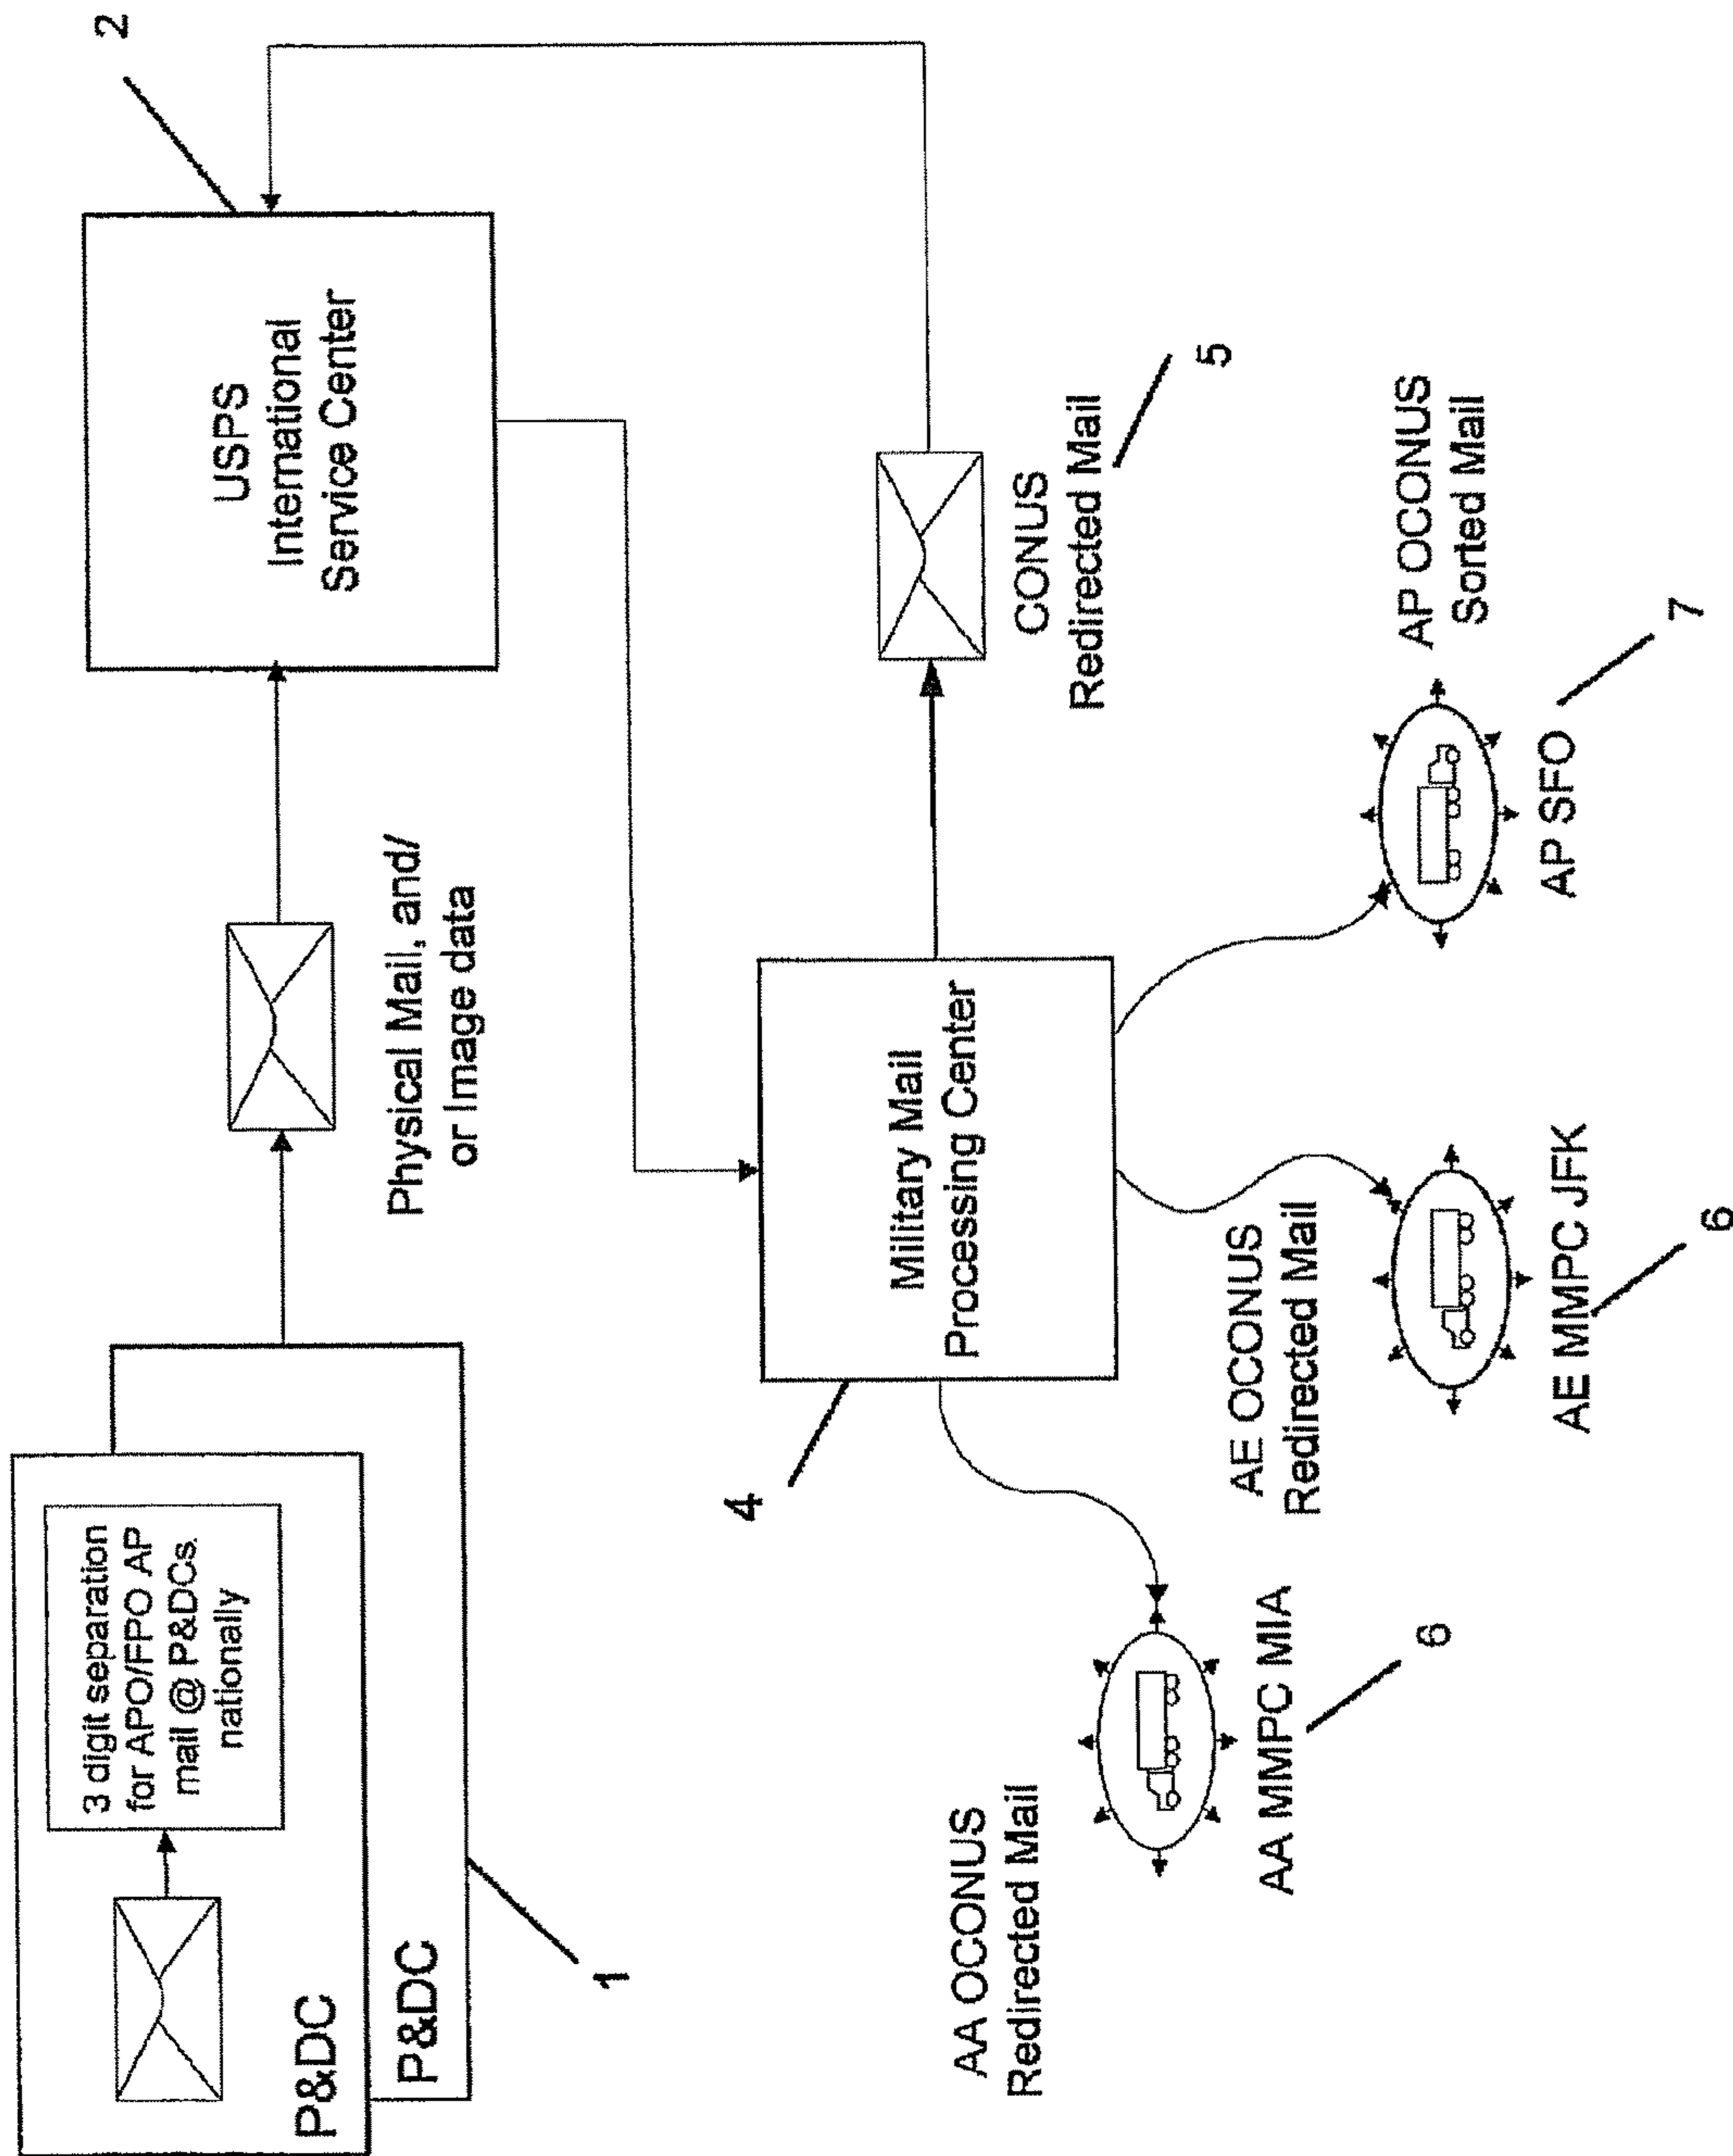 3 digit separation
for APO/FPO AP
mail @ P&DCs.
nationally
P&DC
P&DC
1
Physical Mail, and/
or Image data
USPS
International
Service Center
2
Military Mail
Processing Center
4
CONUS
Redirected Mail
5
AA OCONUS
Redirected Mail
AA MMPC MIA
6
AE OCONUS
Redirected Mail
AE MMPC JFK
6
AP OCONUS
Sorted Mail
AP SFO
7